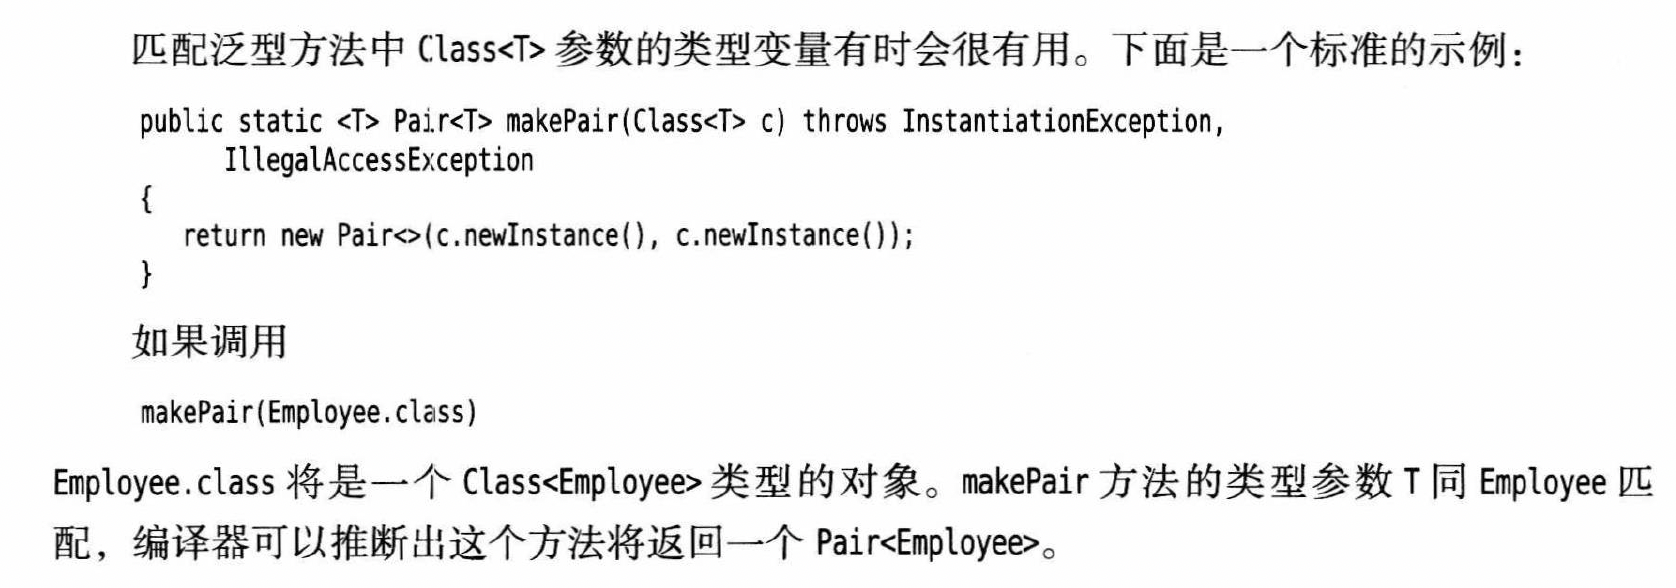 匹配泛型方法中 Class<T> 参数的类型变量有时会很有用。下面是一个标准的示例：
public static <T> Pair<T> makePair(Class<T> c) throws InstantiationException,
IllegalAccessException
{
return new Pair<>(c.newInstance(), c.newInstance());
}
如果调用
makePair(Employee.class)
Employee.class 将是一个 Class<Employee> 类型的对象。makePair 方法的类型参数 T 同 Employee 匹
配，编译器可以推断出这个方法将返回一个 Pair<Employee>。